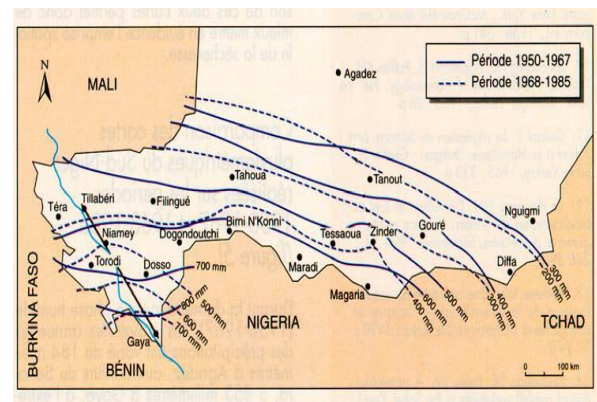 N
MALI
Agadez
Période 1950-1967
Période 1968-1985
Tahoua
Tanout
Filingué
Téra
Tillabéri
Nguigmi
Birni N'Konni
Gouré
Niamey
Dogondoutchi
Tessaoua
Zinder
Torodi
Dosso
700 mm
Maradi
Diffa
300 mm
200 mm
Magaria
400 mm
300 mm
500 mm
600 mm
400 mm
800 mm
500 mm
600 mm
700 mm
Gaya
BURKINA FASO
BÉNIN
NIGERIA
TCHAD
0 100 km